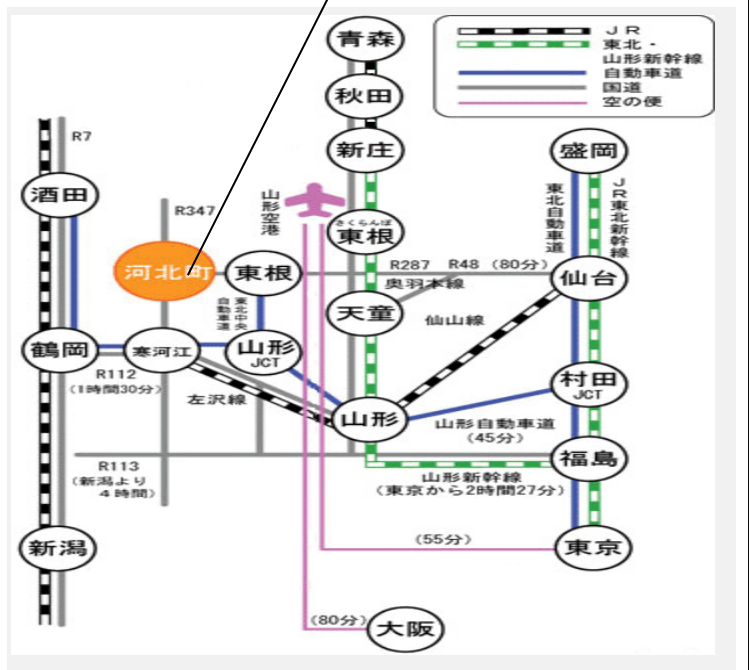 青森
ＪＲ
東北・
山形新幹線
自動車道
国道
空の便
秋田
新庄
盛岡
R7
酒田
R347
山形空港
さくらんぼ
東根
東北自動車道
ＪＲ東北新幹線
河北町
東根
R287
R48
(80分)
奥羽本線
仙台
東北中央
自動車道
天童
仙山線
鶴岡
寒河江
山形
JCT
R112
(1時間30分)
左沢線
山形
村田
JCT
山形自動車道
(45分)
福島
R113
(新潟より
４時間)
山形新幹線
(東京から２時間27分)
新潟
(55分)
東京
(80分)
大阪